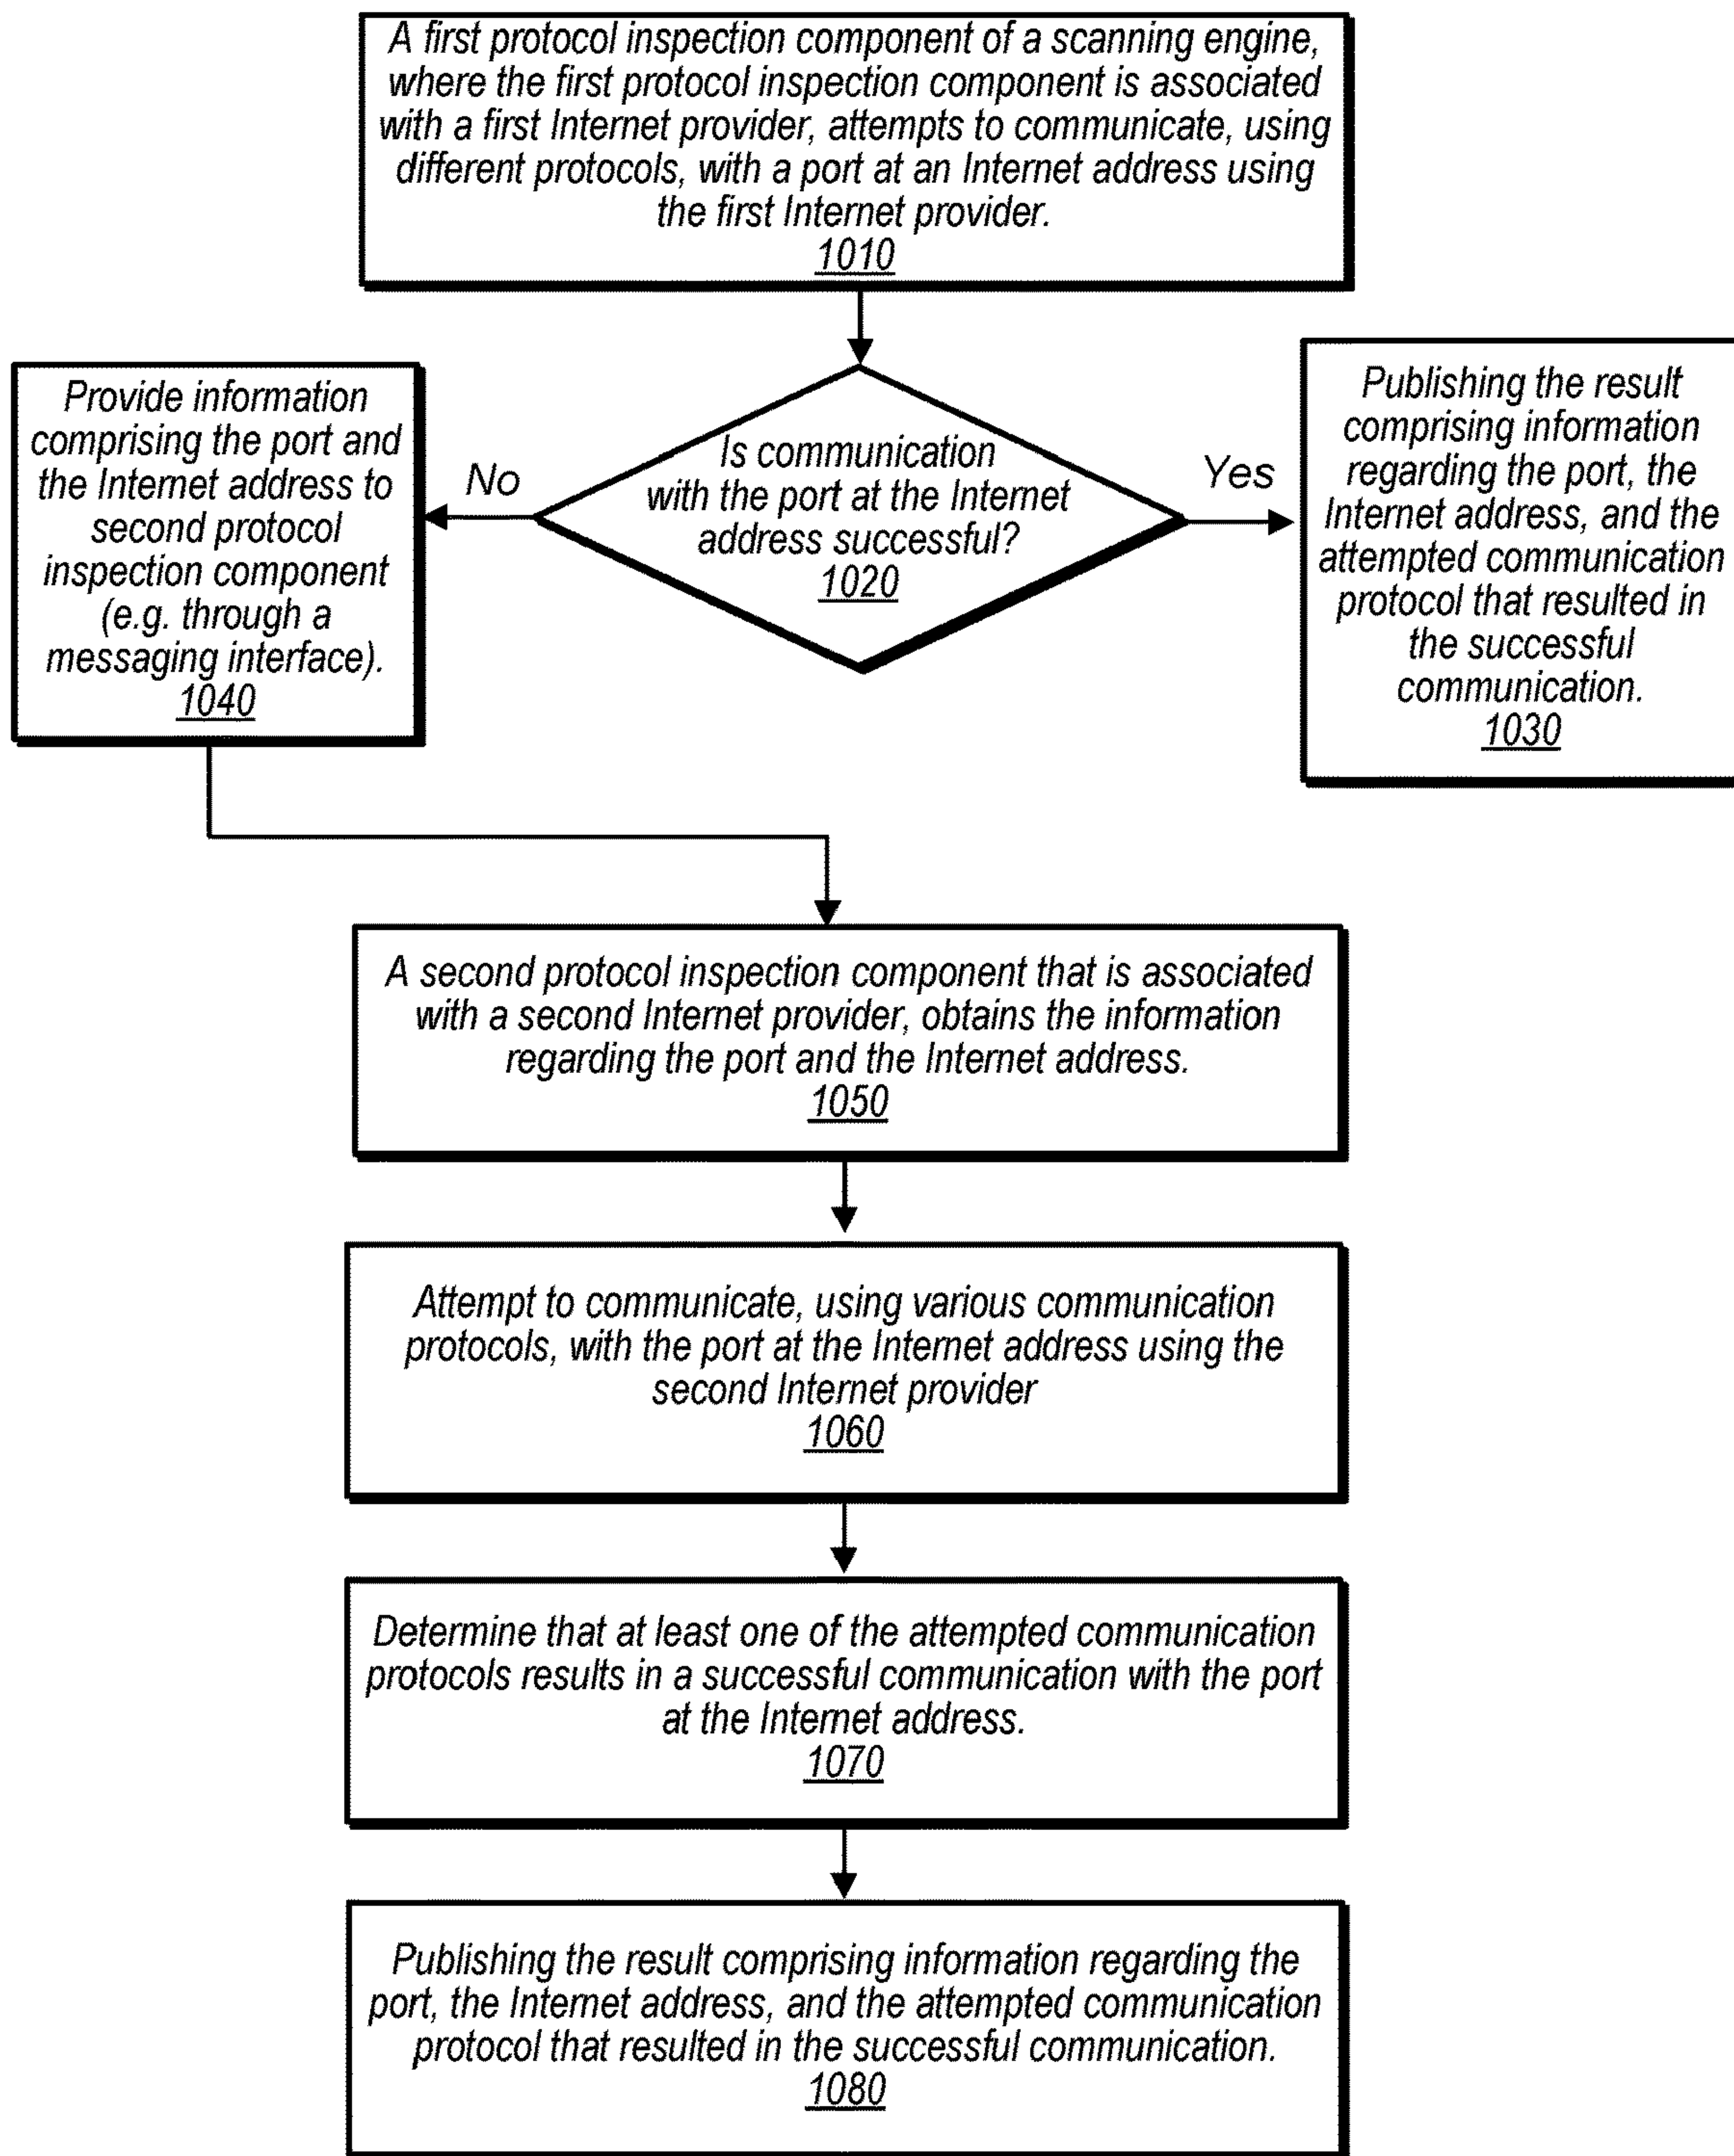 A first protocol inspection component of a scanning engine,
where the first protocol inspection component is associated
with a first Internet provider, attempts to communicate, using
different protocols, with a port at an Internet address using
the first Internet provider.
1010
Provide information
comprising the port and
the Internet address to
second protocol
inspection component
(e.g. through a
messaging interface).
1040
No
Is communication
with the port at the Internet
address successful?
1020
Yes
Publishing the result
comprising information
regarding the port, the
Internet address, and the
attempted communication
protocol that resulted in
the successful
communication.
1030
A second protocol inspection component that is associated
with a second Internet provider, obtains the information
regarding the port and the Internet address.
1050
Attempt to communicate, using various communication
protocols, with the port at the Internet address using the
second Internet provider
1060
Determine that at least one of the attempted communication
protocols results in a successful communication with the port
at the Internet address.
1070
Publishing the result comprising information regarding the
port, the Internet address, and the attempted communication
protocol that resulted in the successful communication.
1080